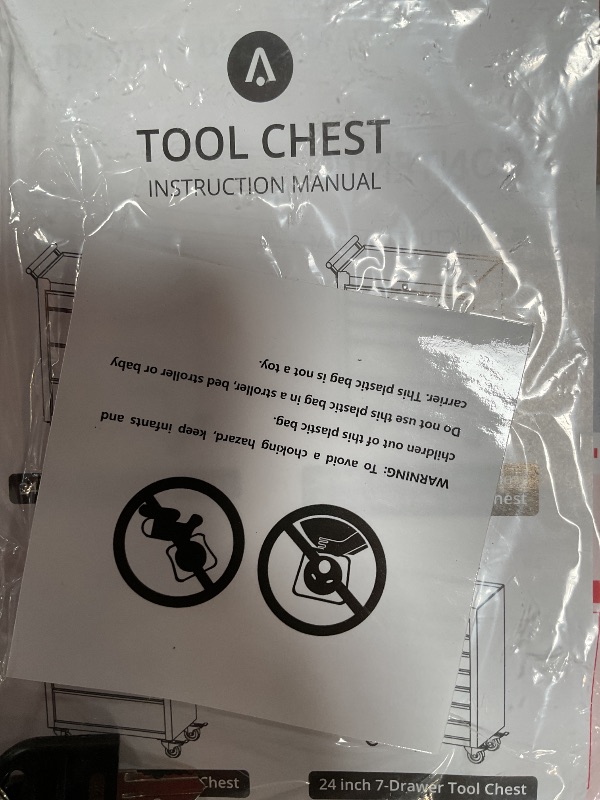 TOOL CHEST
INSTRUCTION MANUAL
WARNING: To avoid a choking hazard, keep infants and
children out of this plastic bag.
Do not use this plastic bag in a stroller, bed stroller or baby
carrier. This plastic bag is not a toy.
Chest
24 inch 7-Drawer Tool Chest